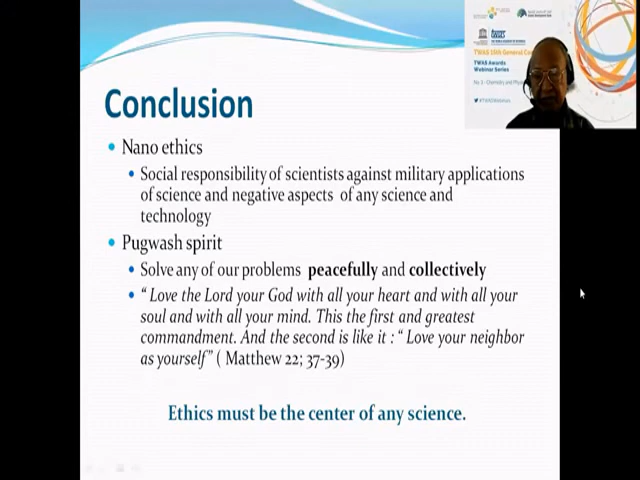 TWAS 15th General Con
TWAS Awards
Webinar Series
No. 3 - Chemistry and Phys
#TWASWebinars
Conclusion
Nano ethics
Social responsibility of scientists against military applications
of science and negative aspects of any science and
technology
Pugwash spirit
Solve any of our problems peacefully and collectively
“ Love the Lord your God with all your heart and with all your
soul and with all your mind. This the first and greatest
commandment. And the second is like it : “ Love your neighbor
as yourself” ( Matthew 22; 37-39)
Ethics must be the center of any science.